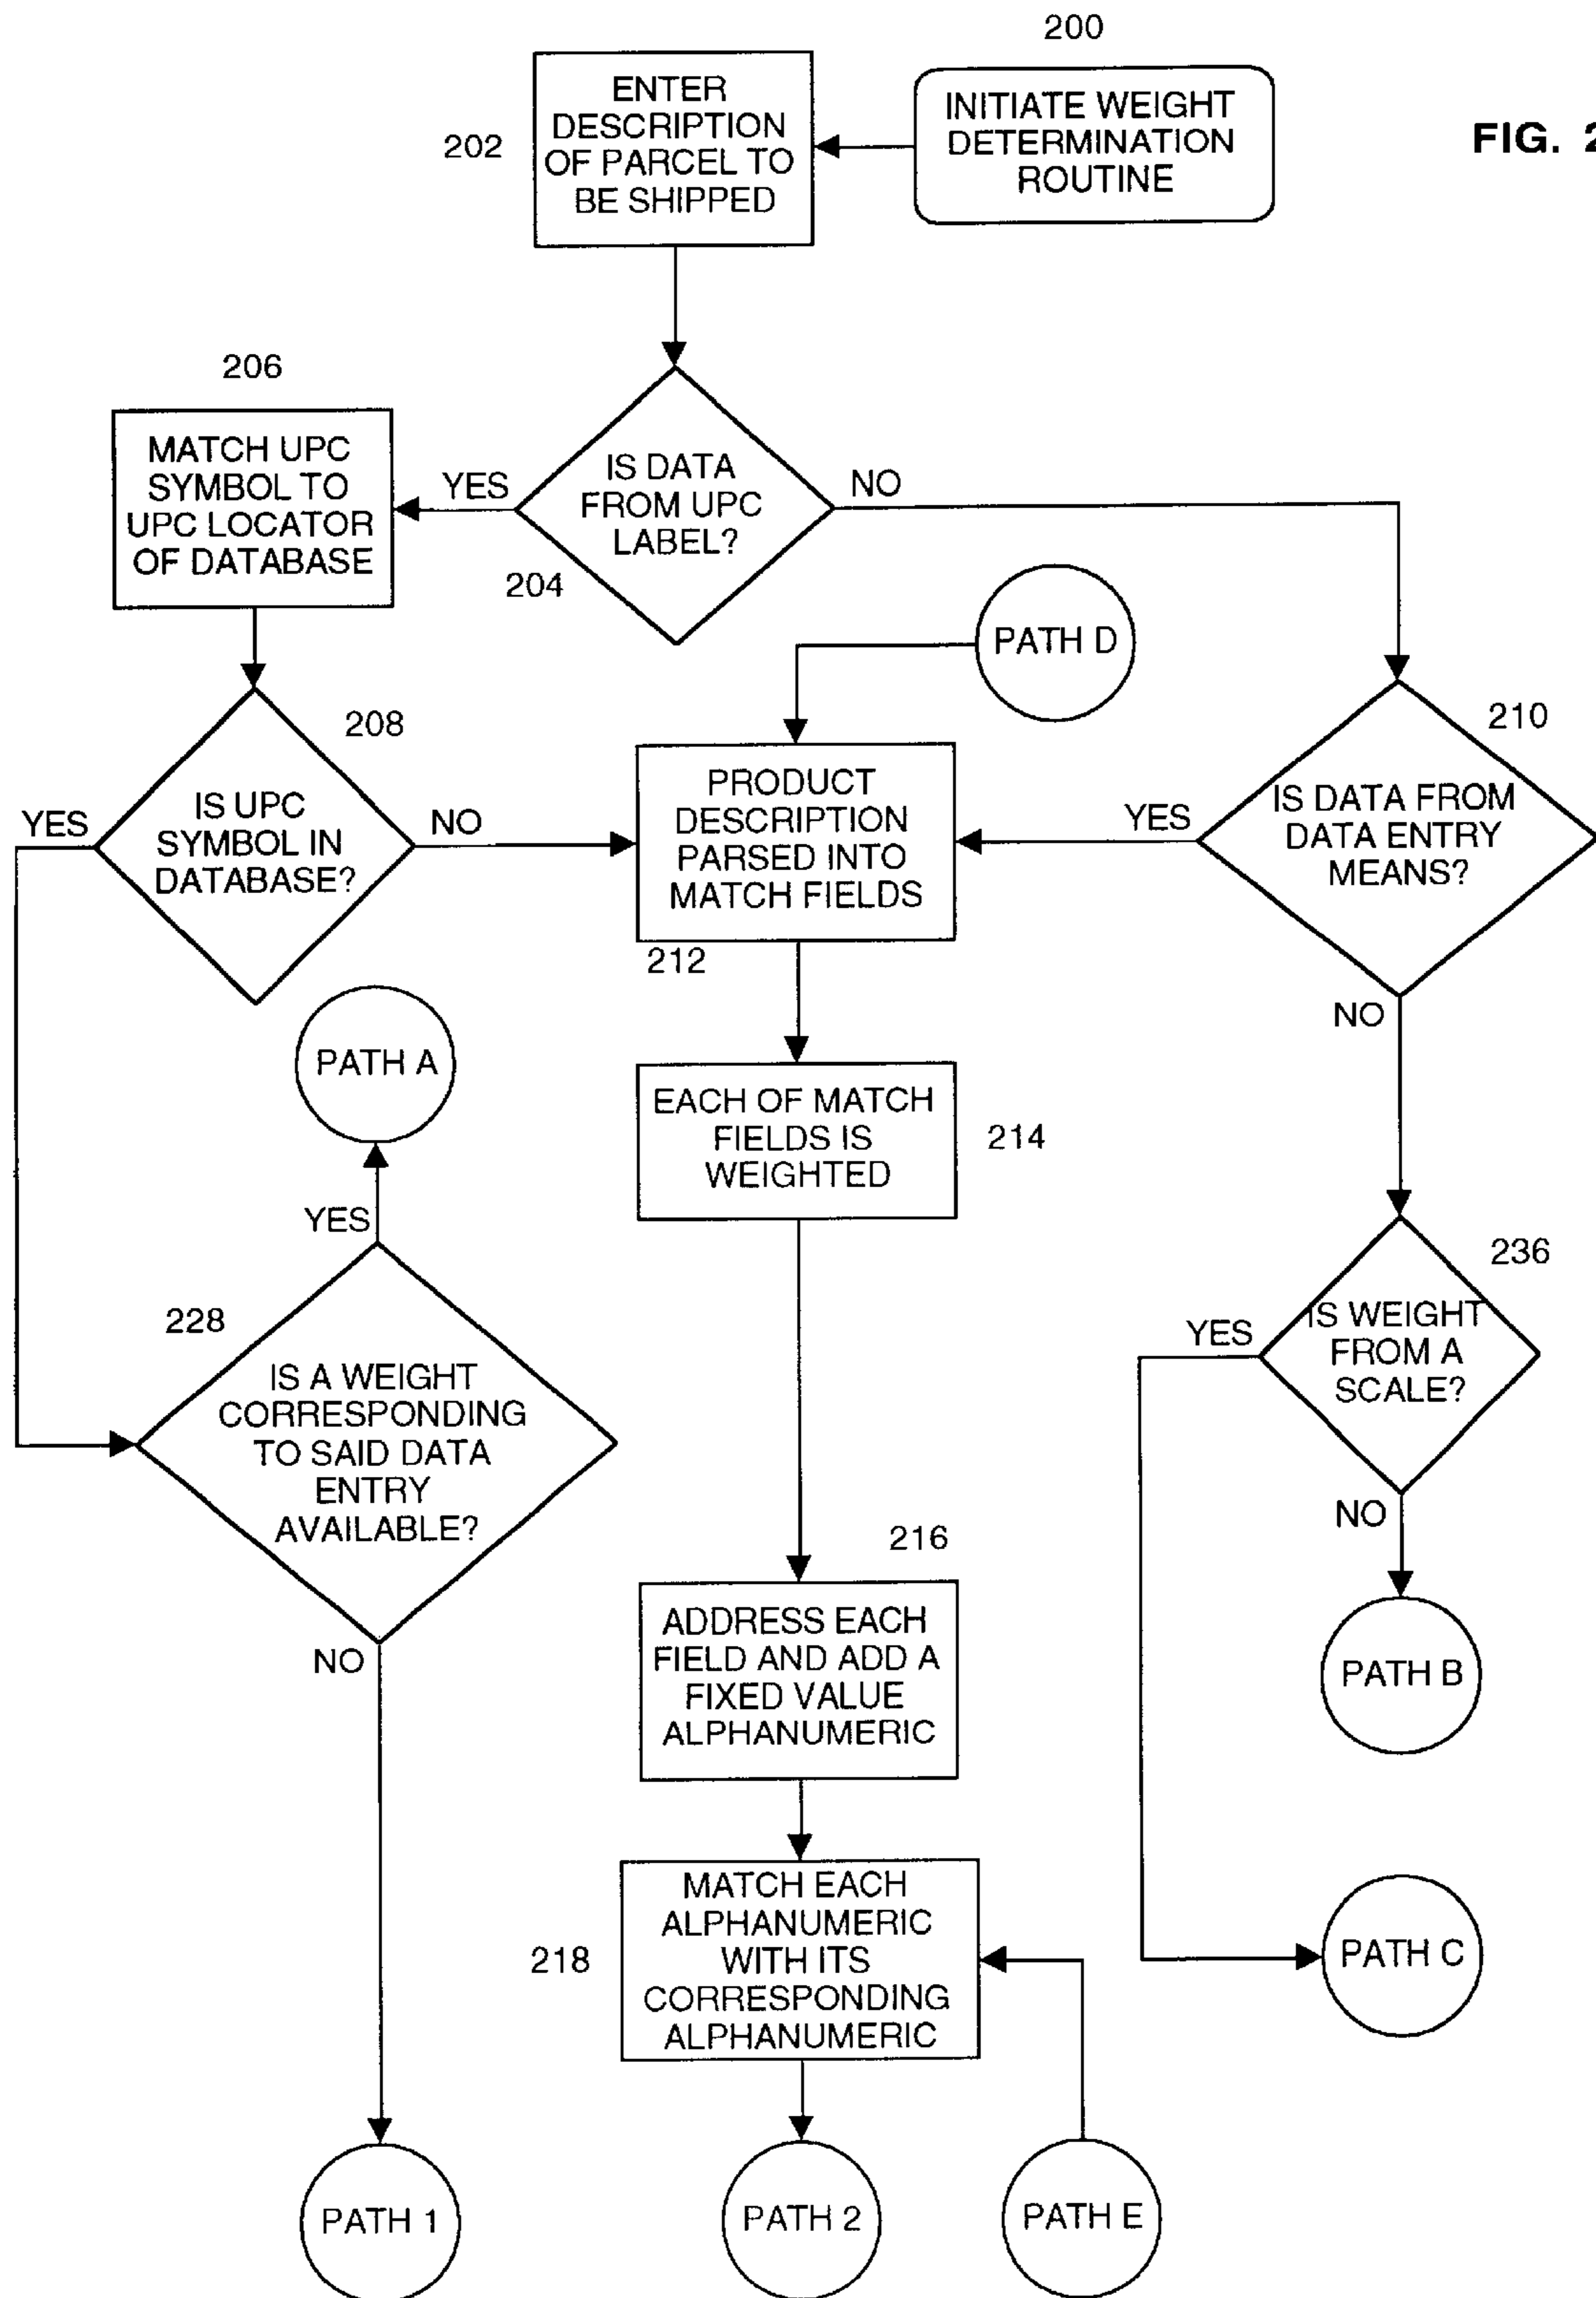 200
FIG. 2
ENTER
DESCRIPTION
OF PARCEL TO
BE SHIPPED
202
INITIATE WEIGHT
DETERMINATION
ROUTINE
206
MATCH UPC
SYMBOL TO
UPC LOCATOR
OF DATABASE
YES
IS DATA
FROM UPC
LABEL?
NO
204
PATH D
208
210
YES
IS UPC
SYMBOL IN
DATABASE?
NO
PRODUCT
DESCRIPTION
PARSED INTO
MATCH FIELDS
212
YES
IS DATA FROM
DATA ENTRY
MEANS?
NO
PATH A
EACH OF MATCH
FIELDS IS
WEIGHTED
214
YES
228
IS A WEIGHT
CORRESPONDING
TO SAID DATA
ENTRY
AVAILABLE?
NO
236
YES
IS WEIGHT
FROM A
SCALE?
NO
216
ADDRESS EACH
FIELD AND ADD A
FIXED VALUE
ALPHANUMERIC
PATH B
218
MATCH EACH
ALPHANUMERIC
WITH ITS
CORRESPONDING
ALPHANUMERIC
PATH C
PATH 1
PATH 2
PATH E